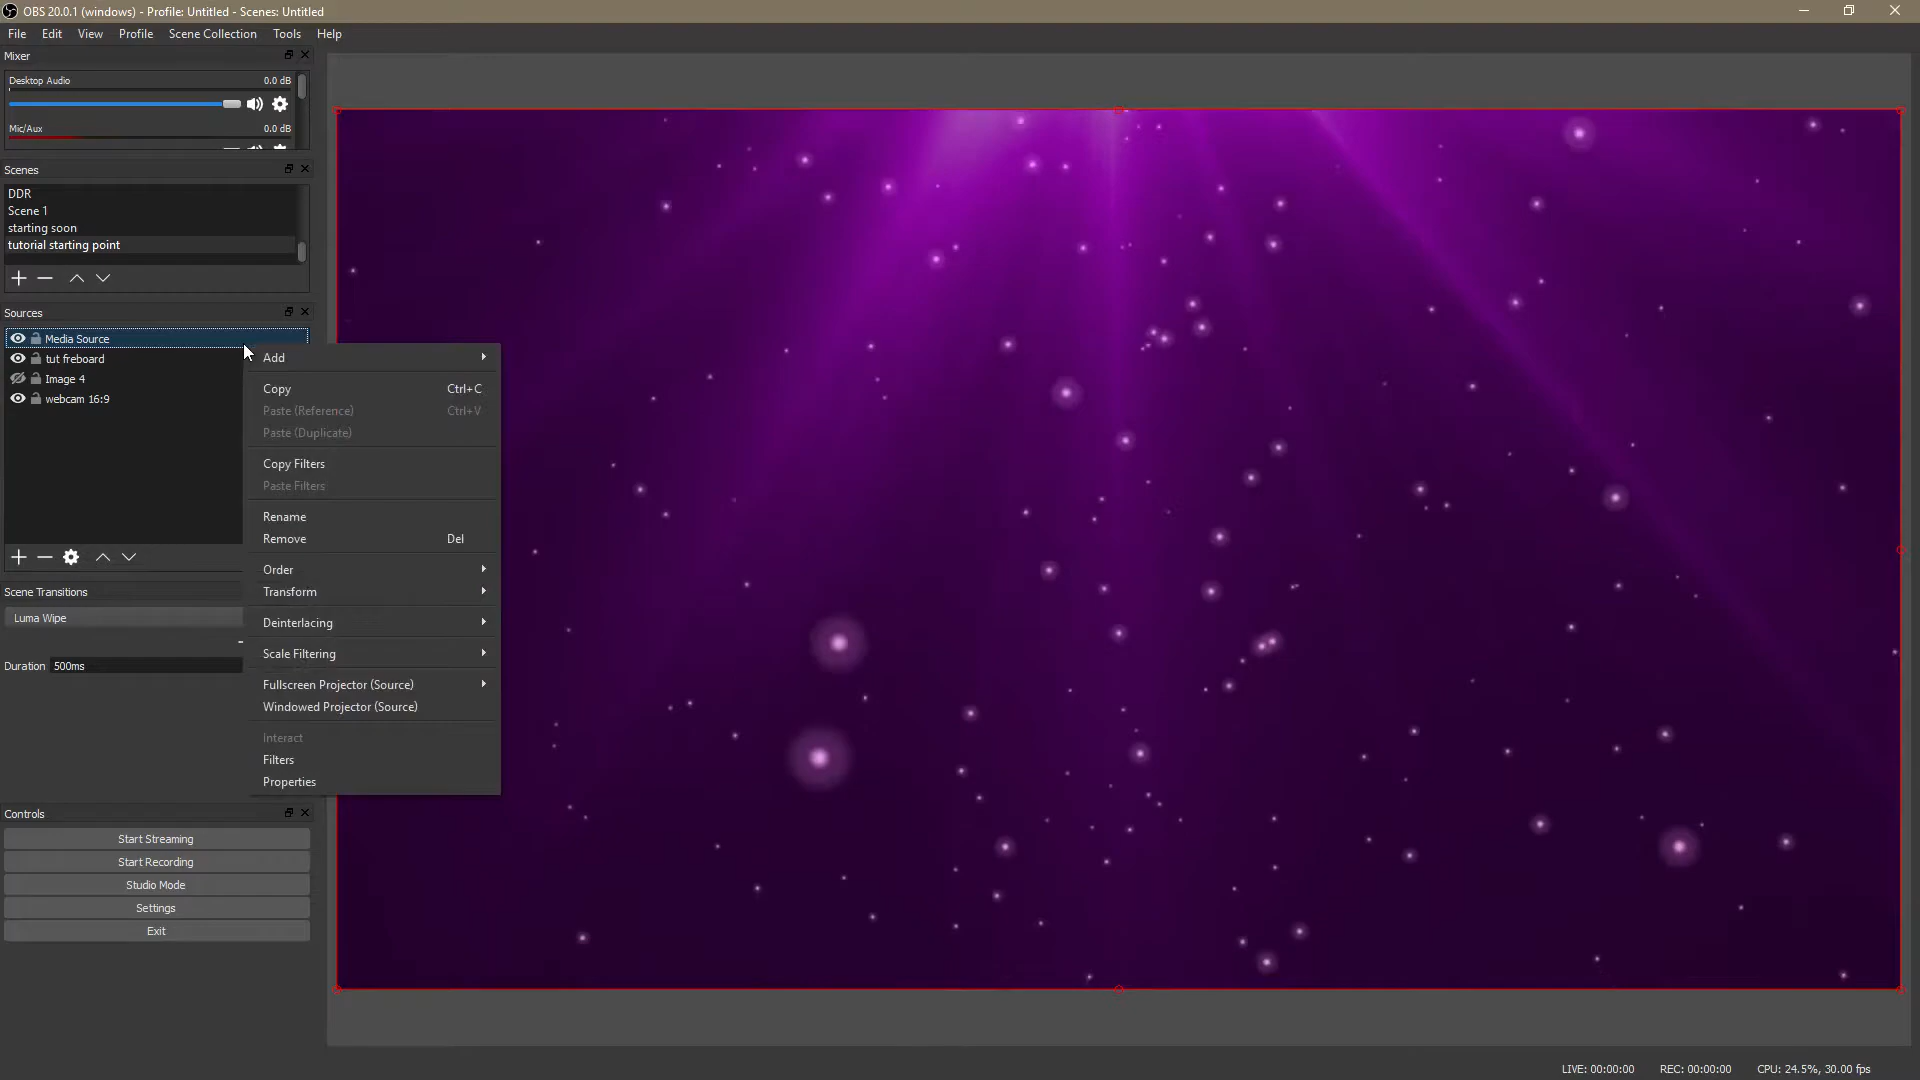 OBS 20.0.1 (windows) - Profile: Untitled - Scenes: Untitled
File Edit View Profile Scene Collection Tools Help
Mixer
Desktop Audio 0.0 dB
Mic/Aux 0.0 dB
Scenes
DDR
Scene 1
starting soon
tutorial starting point
Sources
Media Source
tut freboard
Image 4
webcam 16:9
Add
Copy Ctrl+C
Paste (Reference) Ctrl+V
Paste (Duplicate)
Copy Filters
Paste Filters
Rename
Remove Del
Order
Transform
Deinterlacing
Scale Filtering
Fullscreen Projector (Source)
Windowed Projector (Source)
Interact
Filters
Properties
Scene Transitions
Luma Wipe
Duration 500ms
Controls
Start Streaming
Start Recording
Studio Mode
Settings
Exit
LIVE: 00:00:00 REC: 00:00:00 CPU: 24.5%, 30.00 fps